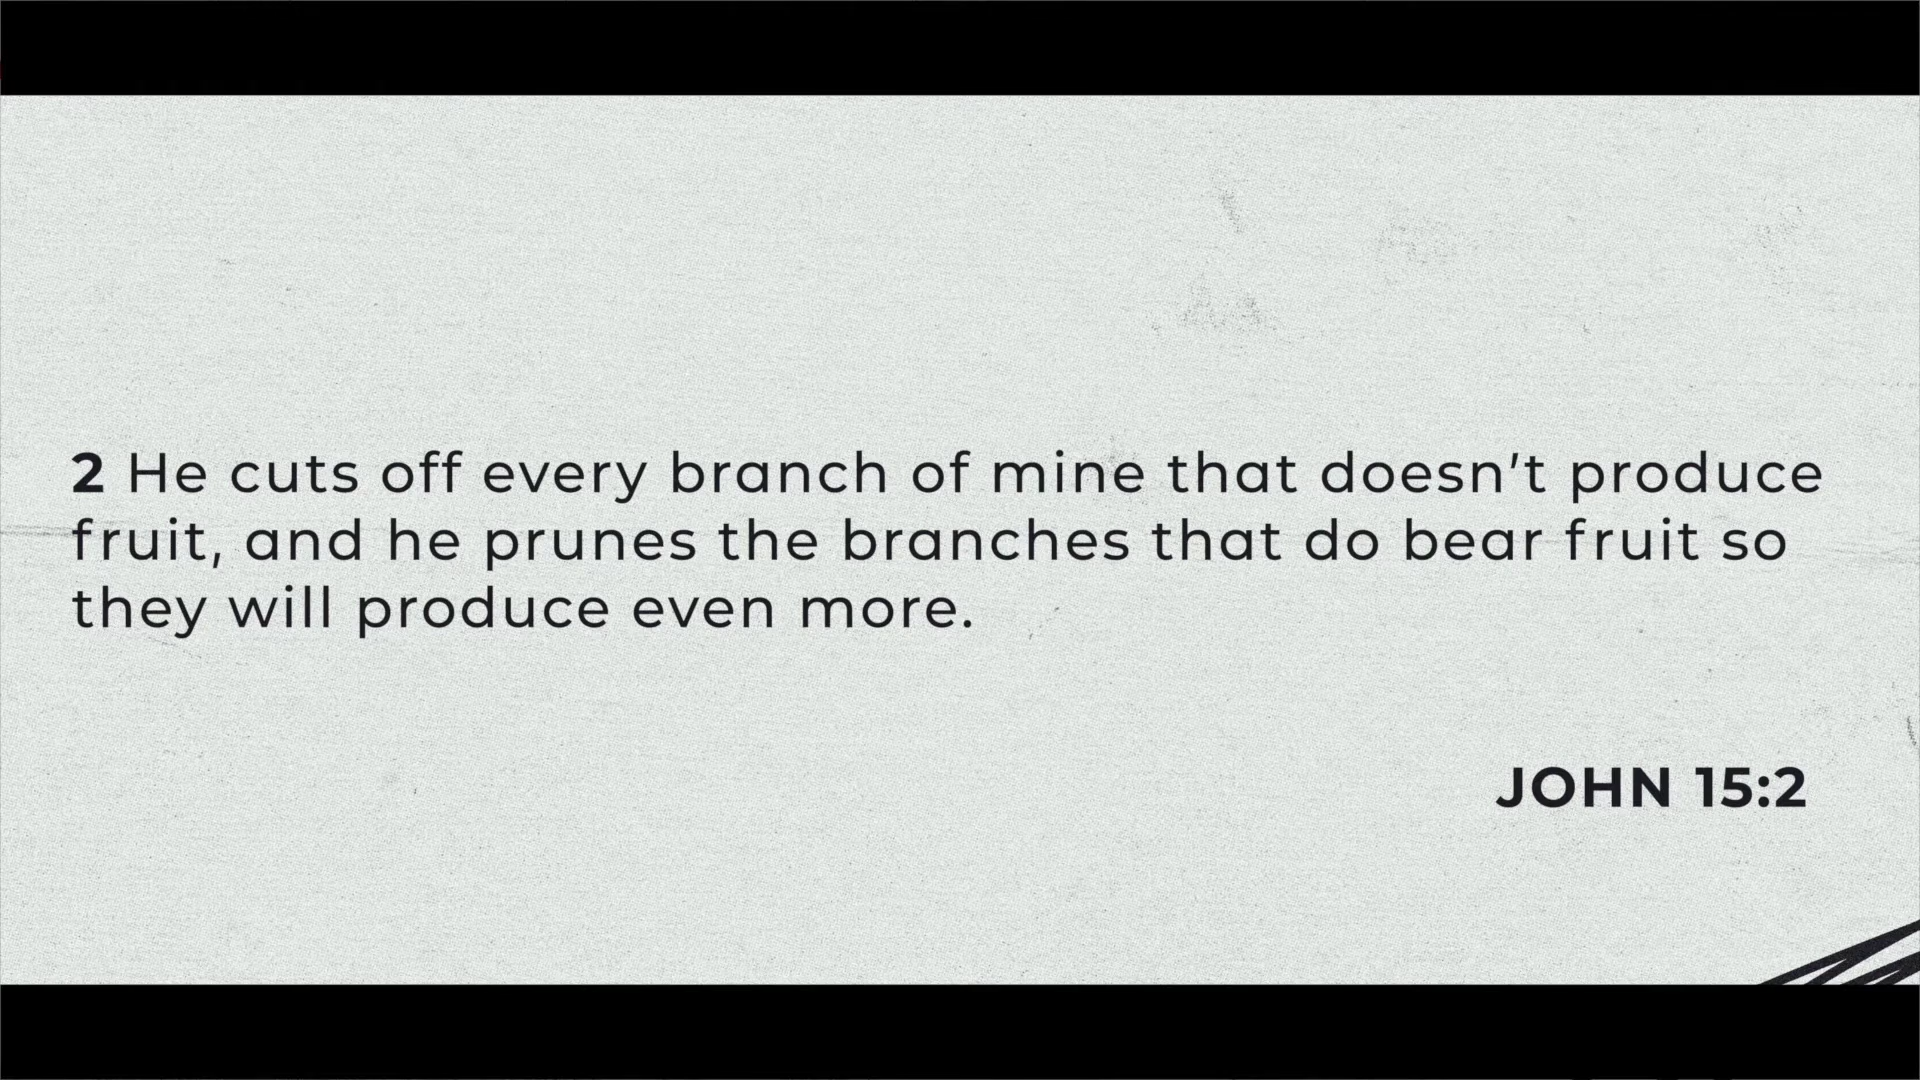 2 He cuts off every branch of mine that doesn’t produce
fruit, and he prunes the branches that do bear fruit so
they will produce even more.
JOHN 15:2